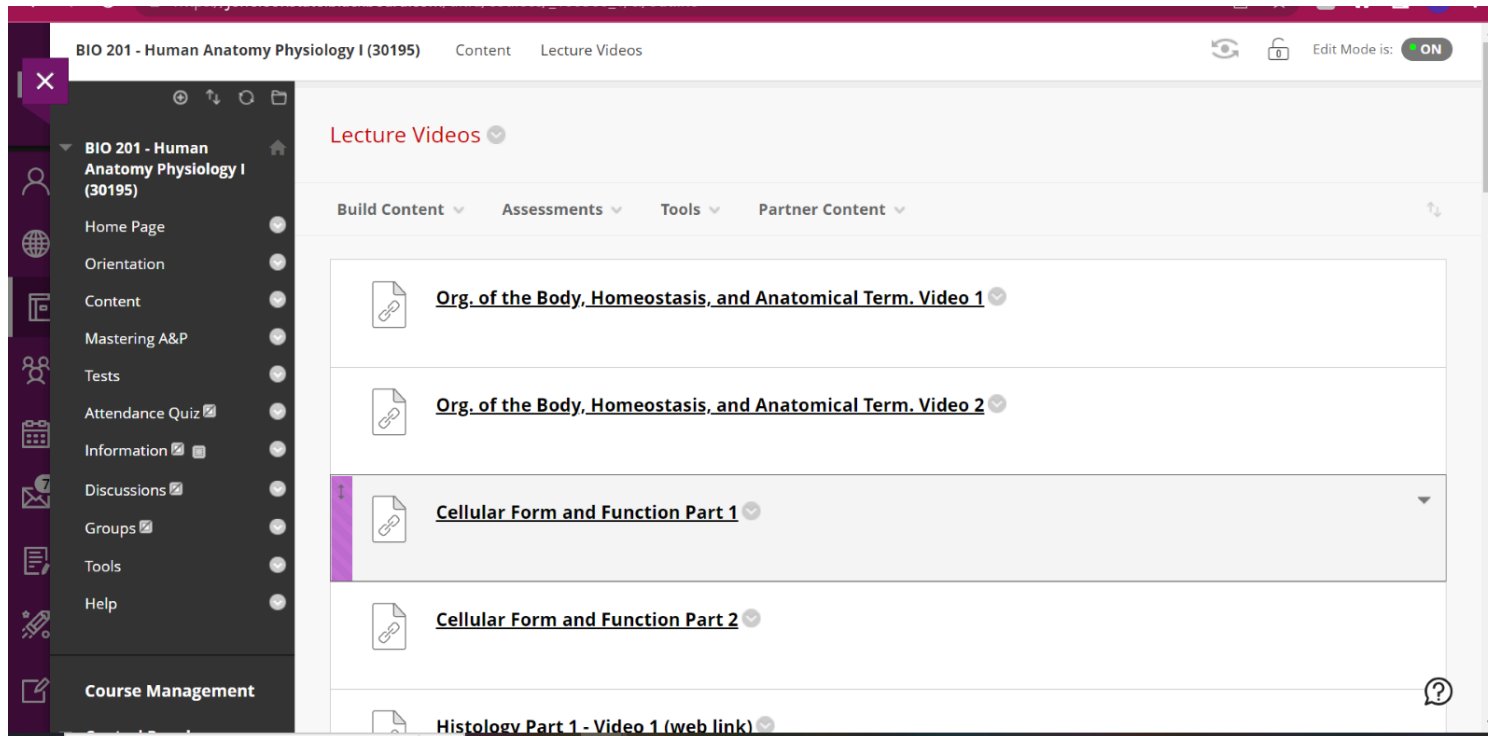 BIO 201 - Human Anatomy Physiology I (30195) Content Lecture Videos
0
Edit Mode is: ON
BIO 201 - Human
Anatomy Physiology I
(30195)
Home Page
Orientation
Content
Mastering A&P
Tests
Attendance Quiz
Information
Discussions
Groups
Tools
Help
Course Management
7
Lecture Videos
Build Content Assessments Tools Partner Content
Org. of the Body, Homeostasis, and Anatomical Term. Video 1
Org. of the Body, Homeostasis, and Anatomical Term. Video 2
Cellular Form and Function Part 1
Cellular Form and Function Part 2
Histology Part 1 - Video 1 (web link)